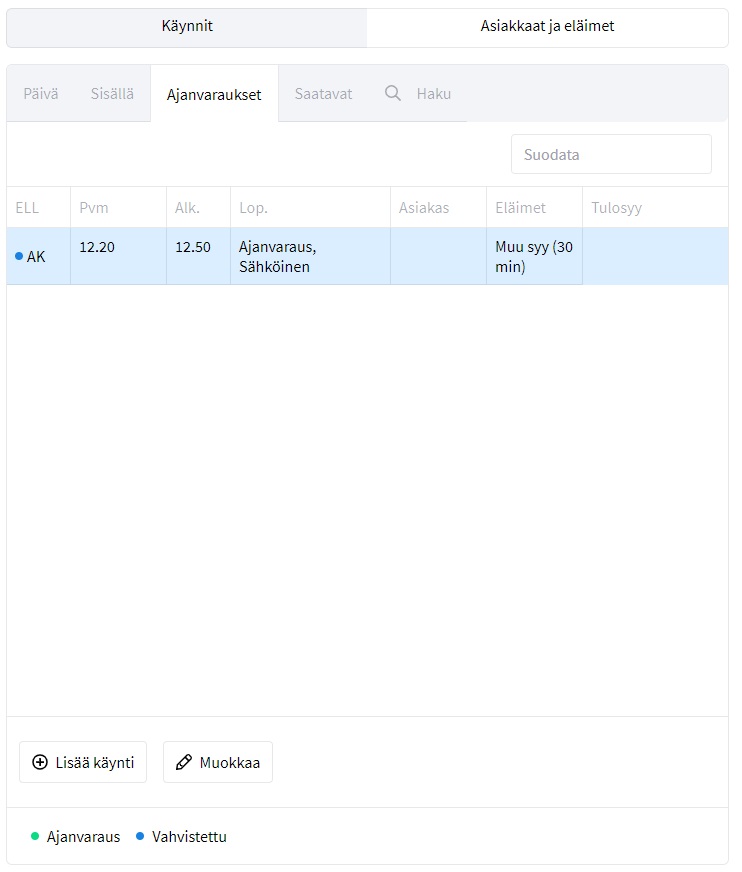 Käynnit Asiakkaat ja eläimet
Päivä Sisällä Ajanvaraukset Saatavat Haku
Suodata
ELL Pvm Alk. Lop. Asiakas Eläimet Tulosyy
AK 12.20 12.50 Ajanvaraus, Sähköinen Muu syy (30 min)
Lisää käynti Muokkaa
Ajanvaraus Vahvistettu